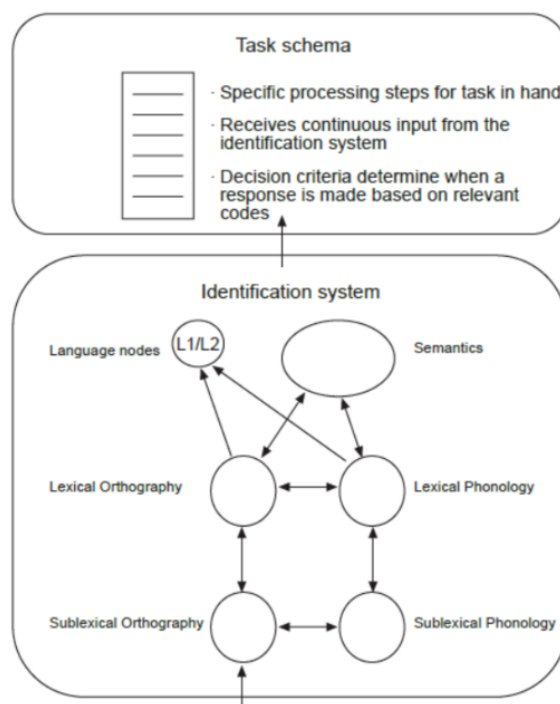 Task schema
· Specific processing steps for task in hand
· Receives continuous input from the
identification system
· Decision criteria determine when a
response is made based on relevant
codes
Identification system
Language nodes
L1/L2
Semantics
Lexical Orthography
Lexical Phonology
Sublexical Orthography
Sublexical Phonology